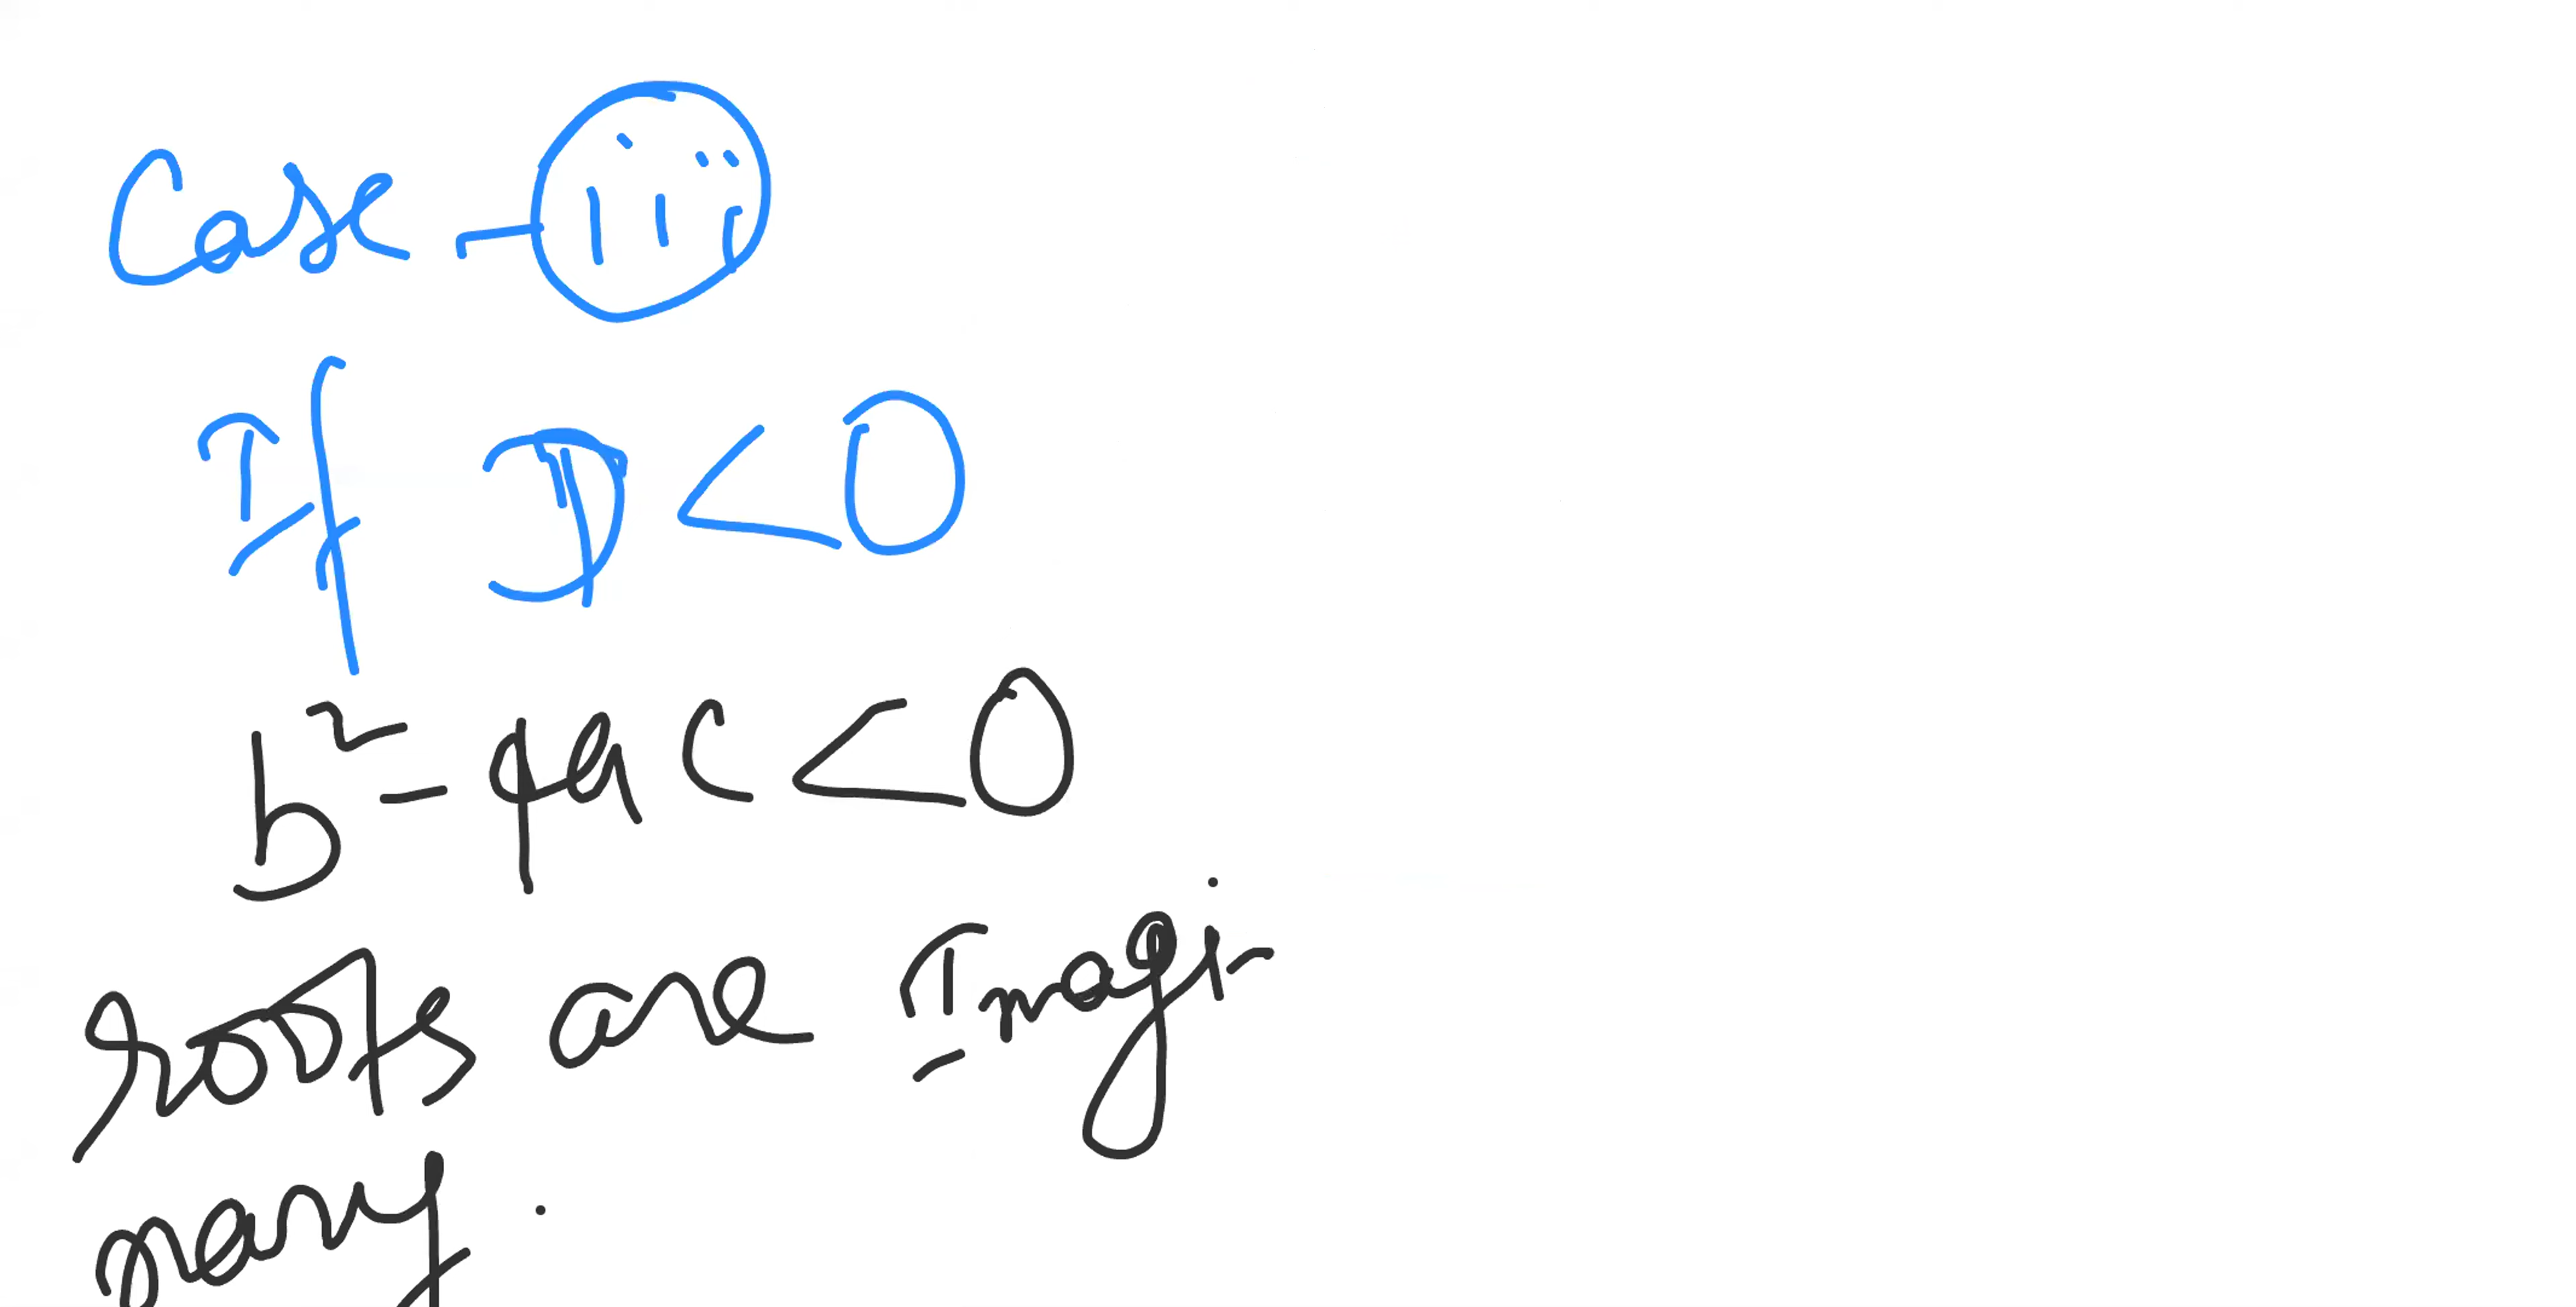 Case - iii
If D < 0
b² - 4ac < 0
roots are Imagi-
nary.